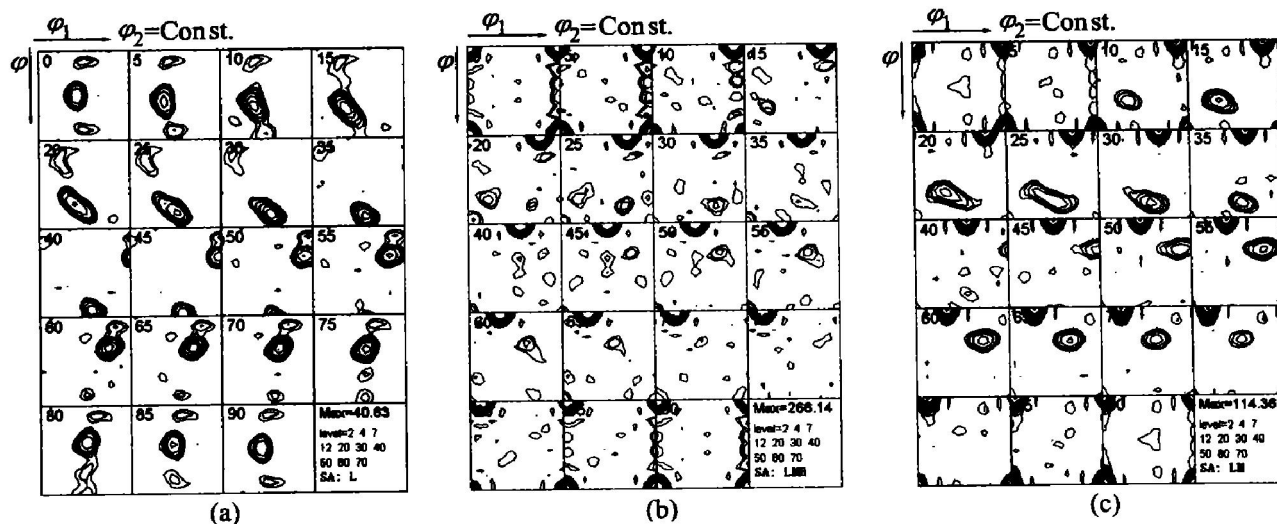 φ₁ φ₂=Const.
φ
0 5 10 15
20 25 30 35
40 45 50 55
60 65 70 75
80 85 90
Max=40.63
level=2 4 7
12 20 30 40
50 60 70
SA: L
(a)
φ₁ φ₂=Const.
φ
10 15
20 25 30 35
40 45 50 55
60
Max=266.14
level=2 4 7
12 20 30 40
50 60 70
SA:
(b)
φ₁ φ₂=Const.
φ
10 15
20 25 30 35
40 45 50 55
60
Max=114.36
level=2 4 7
12 20 30 40
50 60 70
SA: LM
(c)